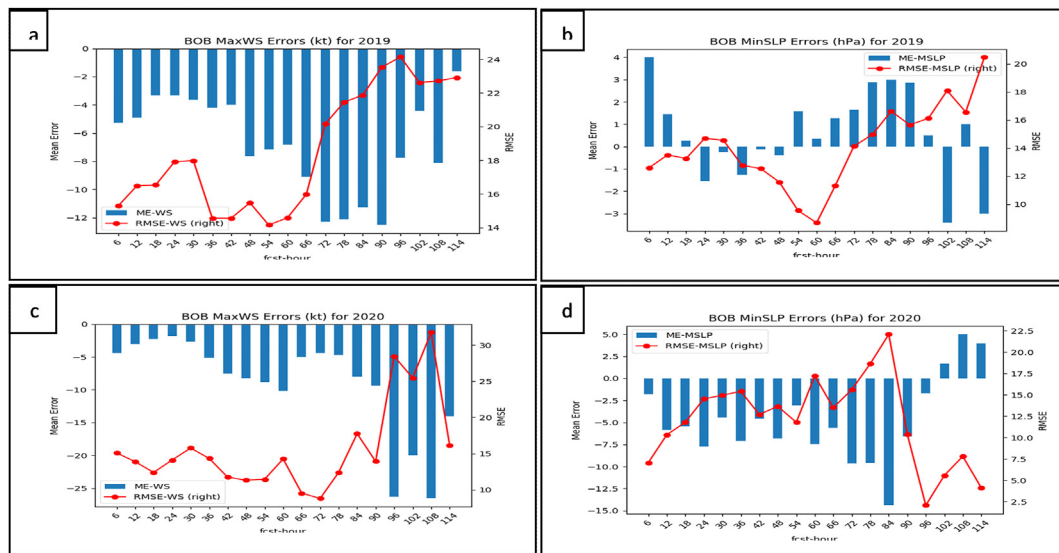 a
BOB MaxWS Errors (kt) for 2019
0
−2
−4
−6
−8
−10
−12
Mean Error
24
22
20
18
16
14
RMSE
ME-WS
RMSE-WS (right)
6 12 18 24 30 36 42 48 54 60 66 72 78 84 90 96 102 108 114
fcst-hour
b
BOB MinSLP Errors (hPa) for 2019
4
3
2
1
0
−1
−2
−3
Mean Error
20
18
16
14
12
10
RMSE
ME-MSLP
RMSE-MSLP (right)
6 12 18 24 30 36 42 48 54 60 66 72 78 84 90 96 102 108 114
fcst-hour
c
BOB MaxWS Errors (kt) for 2020
0
−5
−10
−15
−20
−25
Mean Error
30
25
20
15
10
RMSE
ME-WS
RMSE-WS (right)
6 12 18 24 30 36 42 48 54 60 66 72 78 84 90 96 102 108 114
fcst-hour
d
BOB MinSLP Errors (hPa) for 2020
5.0
2.5
0.0
−2.5
−5.0
−7.5
−10.0
−12.5
−15.0
Mean Error
22.5
20.0
17.5
15.0
12.5
10.0
7.5
5.0
2.5
RMSE
ME-MSLP
RMSE-MSLP (right)
6 12 18 24 30 36 42 48 54 60 66 72 78 84 90 96 102 108 114
fcst-hour